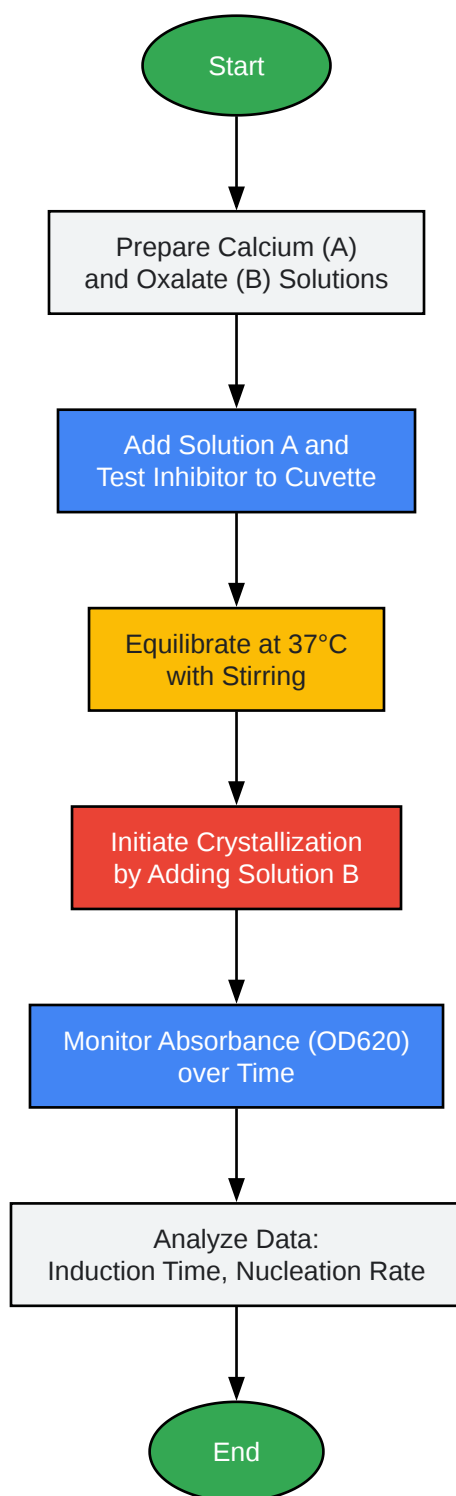 Start
Prepare Calcium (A)
and Oxalate (B) Solutions
Add Solution A and
Test Inhibitor to Cuvette
Equilibrate at 37°C
with Stirring
Initiate Crystallization
by Adding Solution B
Monitor Absorbance (OD620)
over Time
Analyze Data:
Induction Time, Nucleation Rate
End